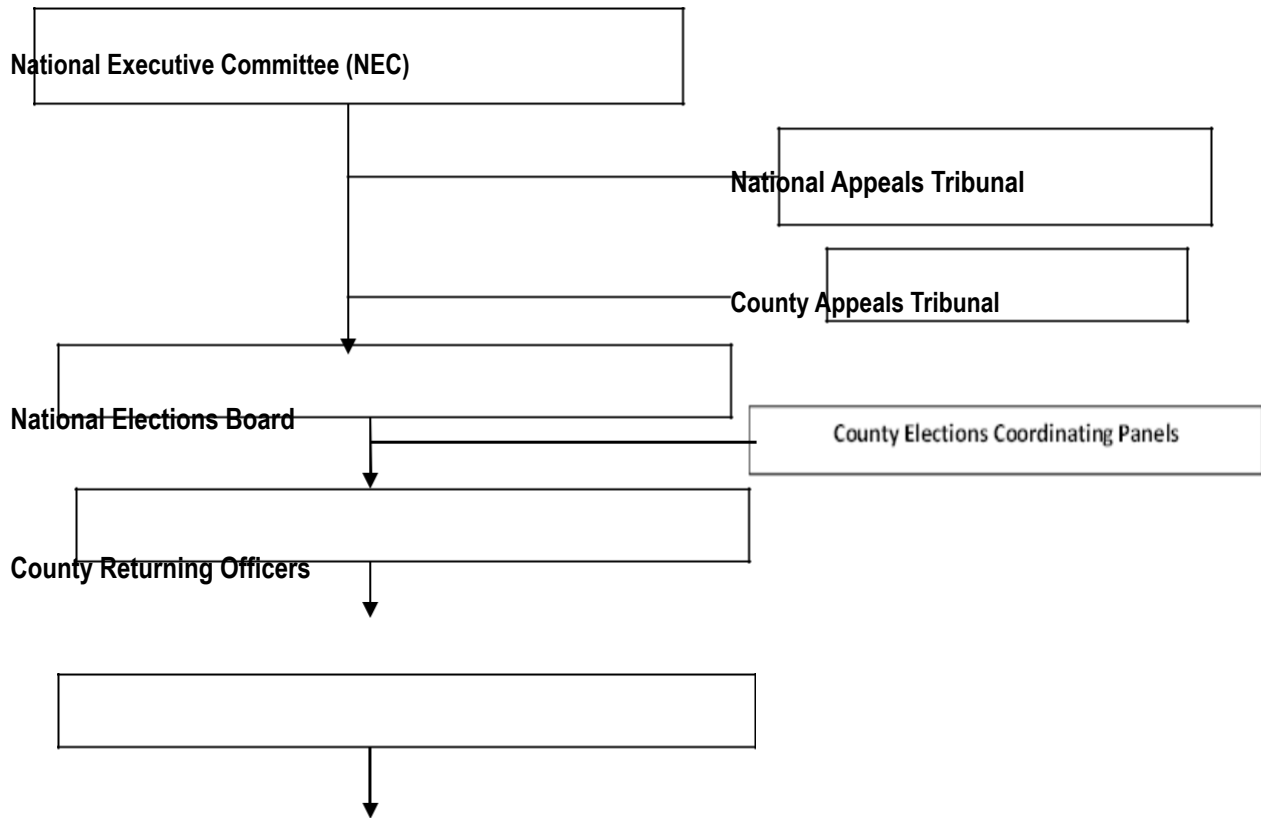 National Executive Committee (NEC)
National Appeals Tribunal
County Appeals Tribunal
National Elections Board
County Elections Coordinating Panels
County Returning Officers